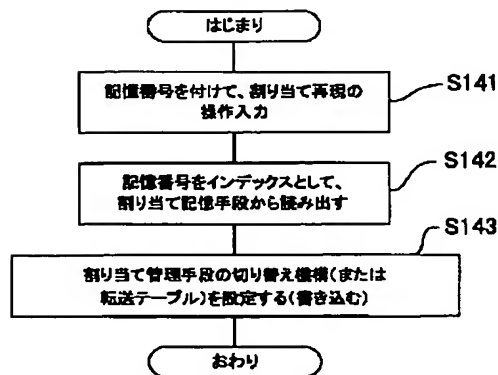 はじまり
記憶番号を付けて、割り当て再現の
操作入力
S141
記憶番号をインデックスとして、
割り当て記憶手段から読み出す
S142
割り当て管理手段の切り替え機構(または
転送テーブル)を設定する(書き込む)
S143
おわり